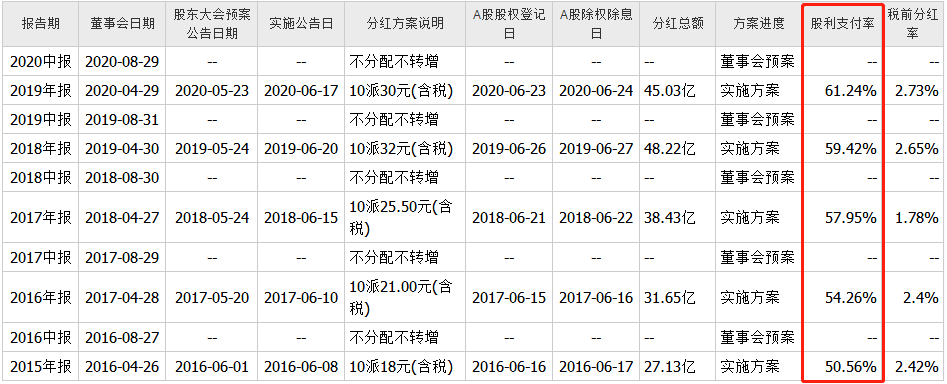 报告期 董事会日期 股东大会预案公告日期 实施公告日 分红方案说明 A股股权登记日 A股除权除息日 分红总额 方案进度 股利支付率 税前分红率
2020中报 2020-08-29 -- -- 不分配不转增 -- -- -- 董事会预案 -- --
2019年报 2020-04-29 2020-05-23 2020-06-17 10派30元(含税) 2020-06-23 2020-06-24 45.03亿 实施方案 61.24% 2.73%
2019中报 2019-08-31 -- -- 不分配不转增 -- -- -- 董事会预案 -- --
2018年报 2019-04-30 2019-05-24 2019-06-20 10派32元(含税) 2019-06-26 2019-06-27 48.22亿 实施方案 59.42% 2.65%
2018中报 2018-08-30 -- -- 不分配不转增 -- -- -- 董事会预案 -- --
2017年报 2018-04-27 2018-05-24 2018-06-15 10派25.50元(含税) 2018-06-21 2018-06-22 38.43亿 实施方案 57.95% 1.78%
2017中报 2017-08-29 -- -- 不分配不转增 -- -- -- 董事会预案 -- --
2016年报 2017-04-28 2017-05-20 2017-06-10 10派21.00元(含税) 2017-06-15 2017-06-16 31.65亿 实施方案 54.26% 2.4%
2016中报 2016-08-27 -- -- 不分配不转增 -- -- -- 董事会预案 -- --
2015年报 2016-04-26 2016-06-01 2016-06-08 10派18元(含税) 2016-06-16 2016-06-17 27.13亿 实施方案 50.56% 2.42%